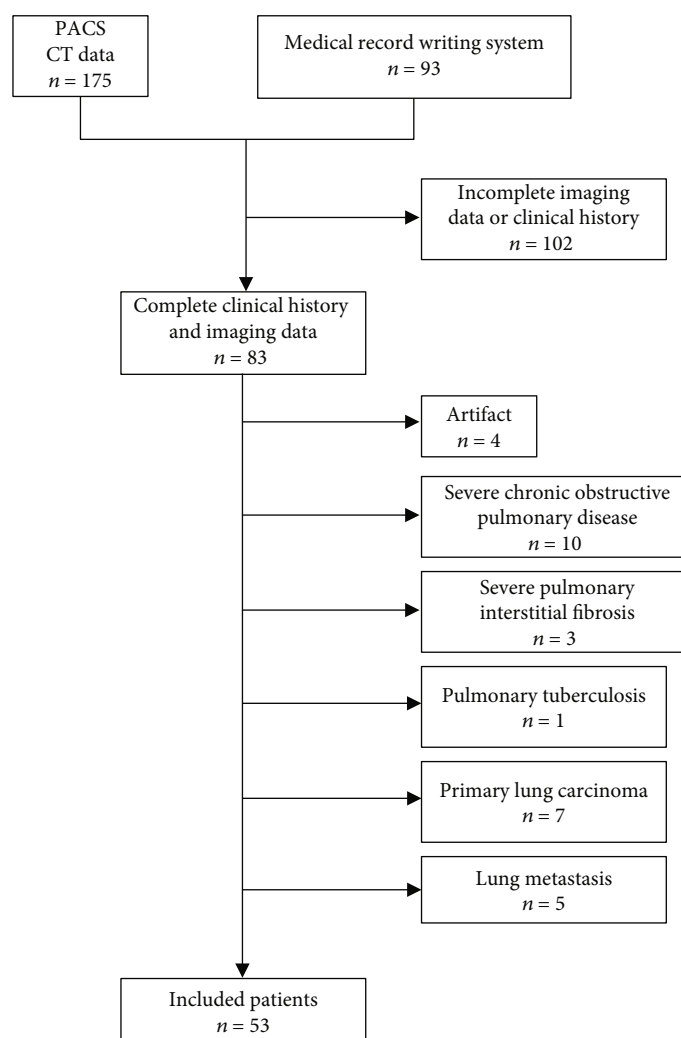 PACS
CT data
n = 175
Medical record writing system
n = 93
Incomplete imaging
data or clinical history
n = 102
Complete clinical history
and imaging data
n = 83
Artifact
n = 4
Severe chronic obstructive
pulmonary disease
n = 10
Severe pulmonary
interstitial fibrosis
n = 3
Pulmonary tuberculosis
n = 1
Primary lung carcinoma
n = 7
Lung metastasis
n = 5
Included patients
n = 53